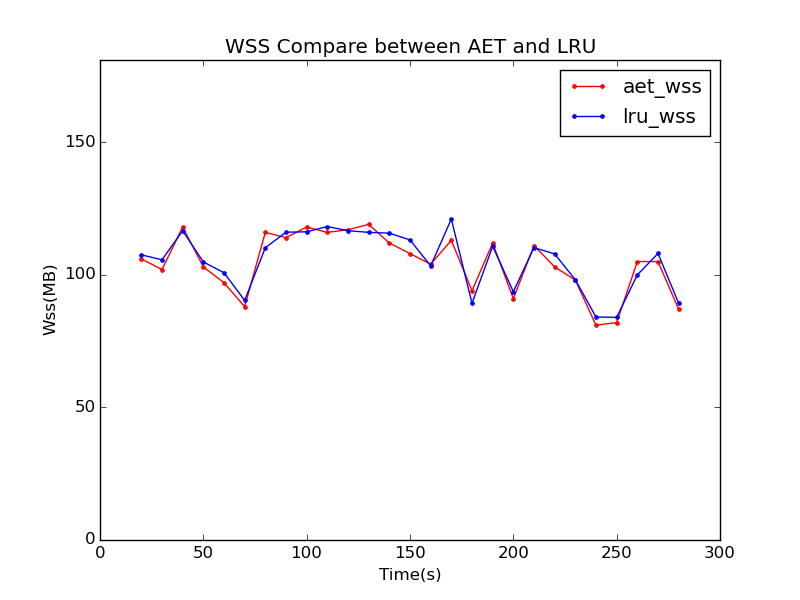 WSS Compare between AET and LRU
aet_wss
lru_wss
150
100
50
0
Wss(MB)
0 50 100 150 200 250 300
Time(s)